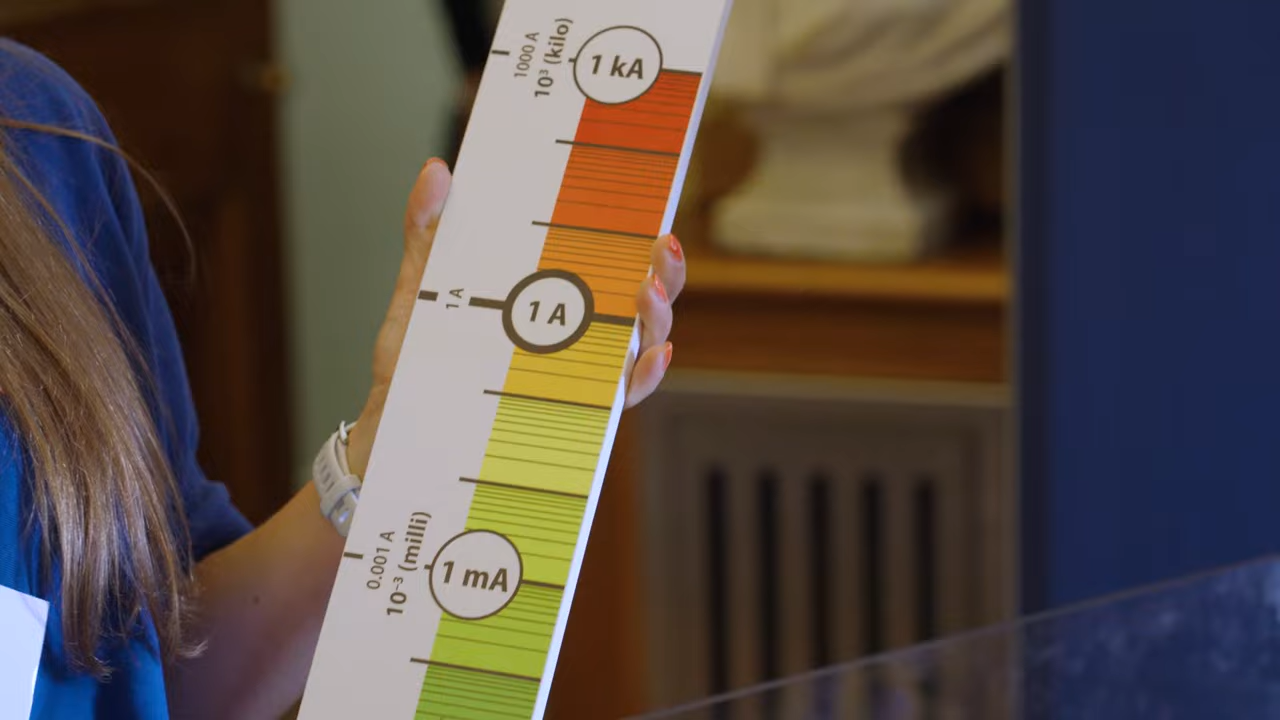 1000 A
10³ (kilo)
1 kA
1 A
1 A
0.001 A
10⁻³ (milli)
1 mA